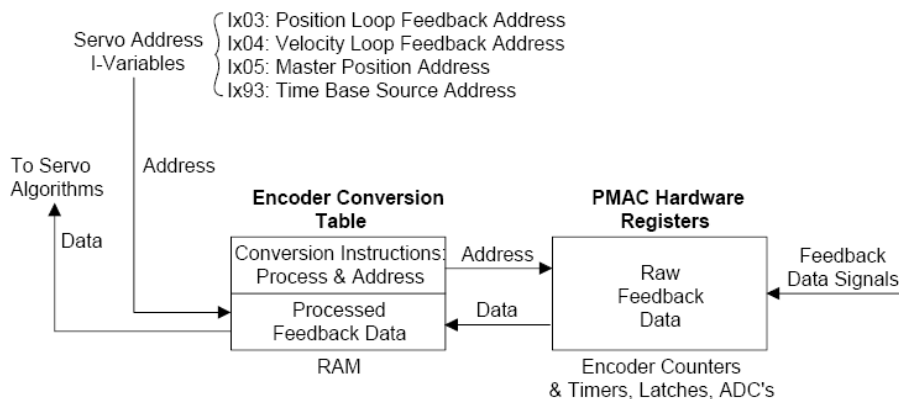 Servo Address
I-Variables
Ix03: Position Loop Feedback Address
Ix04: Velocity Loop Feedback Address
Ix05: Master Position Address
Ix93: Time Base Source Address
To Servo
Algorithms
Address
Data
Encoder Conversion
Table
Conversion Instructions:
Process & Address
Processed
Feedback Data
RAM
Address
Data
PMAC Hardware
Registers
Raw
Feedback
Data
Encoder Counters
& Timers, Latches, ADC's
Feedback
Data Signals